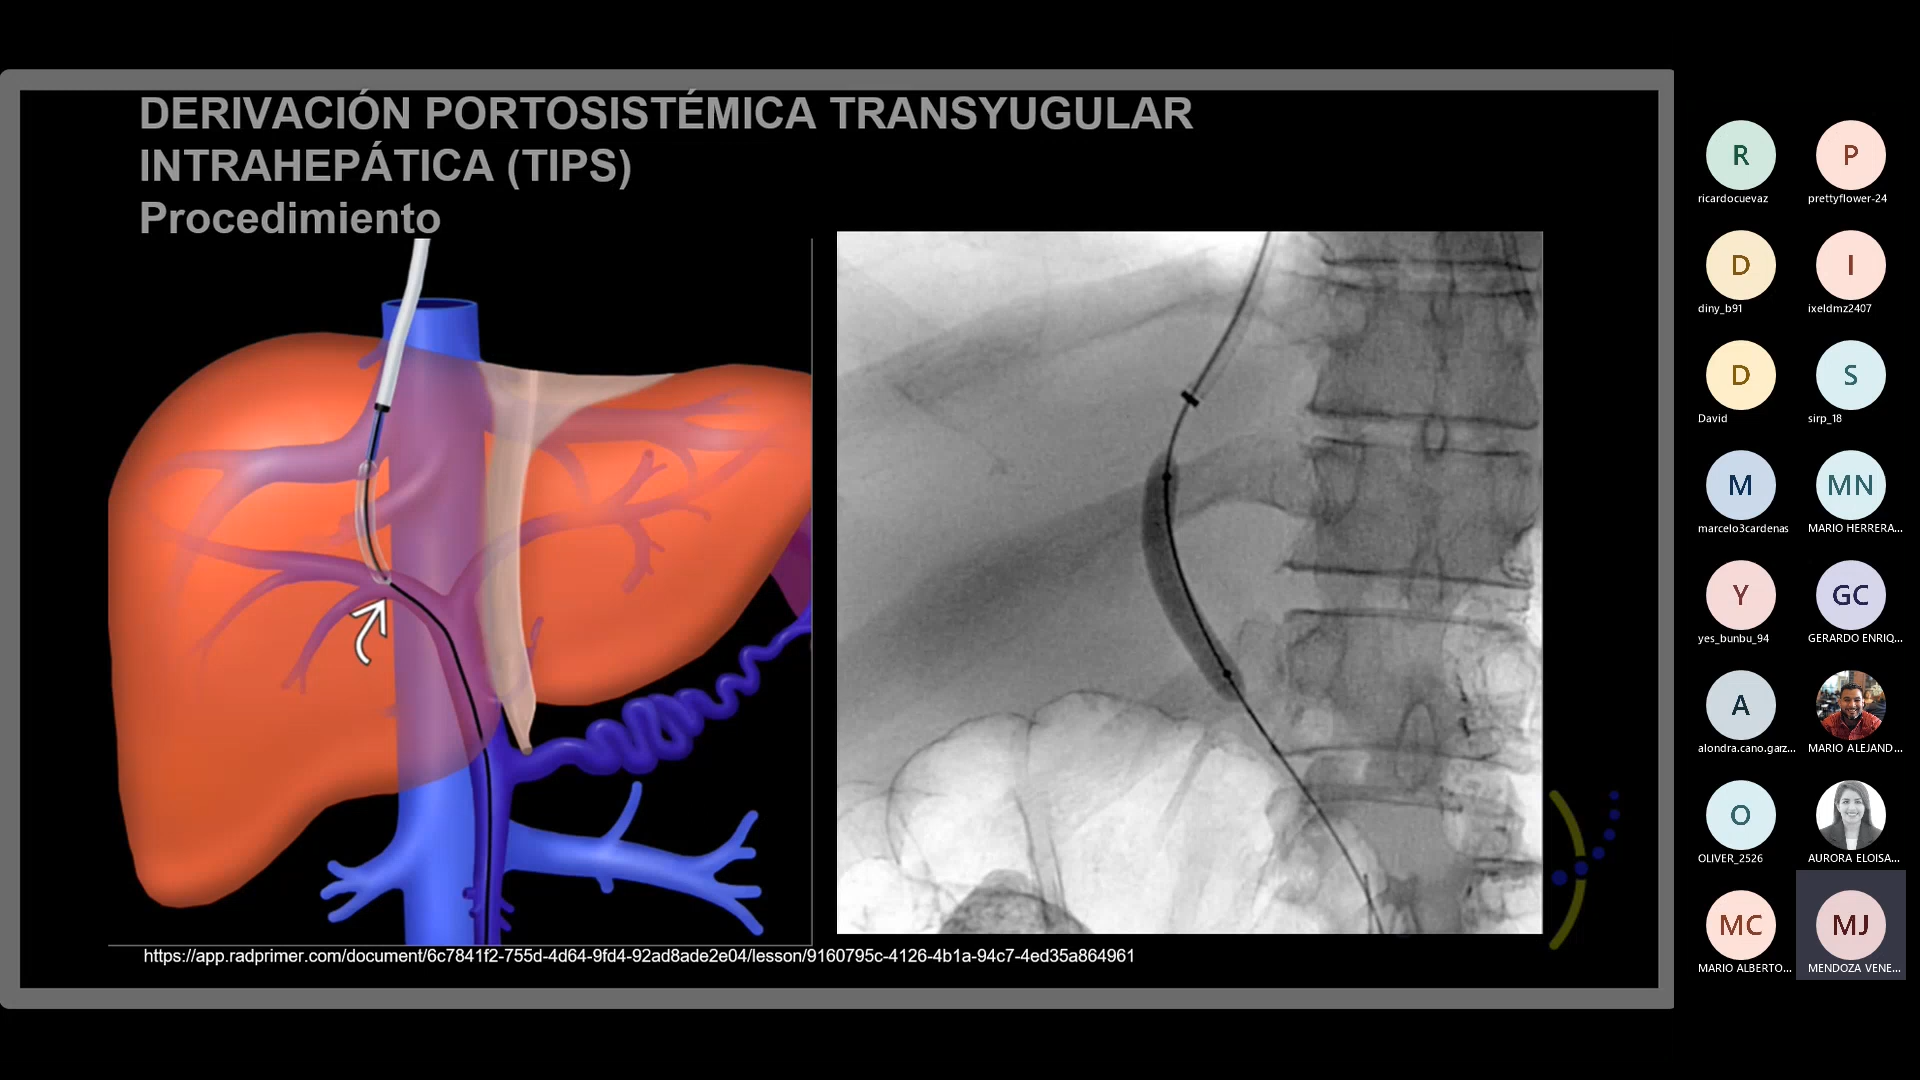 DERIVACIÓN PORTOSISTÉMICA TRANSYUGULAR
INTRAHEPÁTICA (TIPS)
Procedimiento
https://app.radprimer.com/document/6c7841f2-755d-4d64-9fd4-92ad8ade2e04/lesson/9160795c-4126-4b1a-94c7-4ed35a864961
R
ricardocuevaz
P
prettyflower-24
D
diny_b91
I
ixeldmz2407
D
David
S
sirp_18
M
marcelo3cardenas
MN
MARIO HERRERA...
Y
yes_bunbu_94
GC
GERARDO ENRIQ...
A
alondra.cano.garz...
MARIO ALEJAND...
O
OLIVER_2526
AURORA ELOISA...
MC
MARIO ALBERTO...
MJ
MENDOZA VENE...